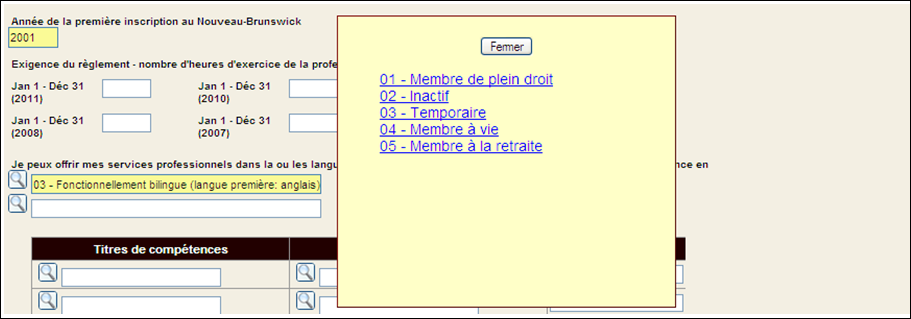 Année de la première inscription au Nouveau-Brunswick
2001
Exigence du règlement - nombre d'heures d'exercice de la
Jan 1 - Déc 31
(2011)
Jan 1 - Déc 31
(2010)
Jan 1 - Déc 31
(2008)
Jan 1 - Déc 31
(2007)
Je peux offrir mes services professionnels dans la ou les
en
03 - Fonctionnellement bilingue (langue première: anglais)
Titres de compétences
Fermer
01 - Membre de plein droit
02 - Inactif
03 - Temporaire
04 - Membre à vie
05 - Membre à la retraite